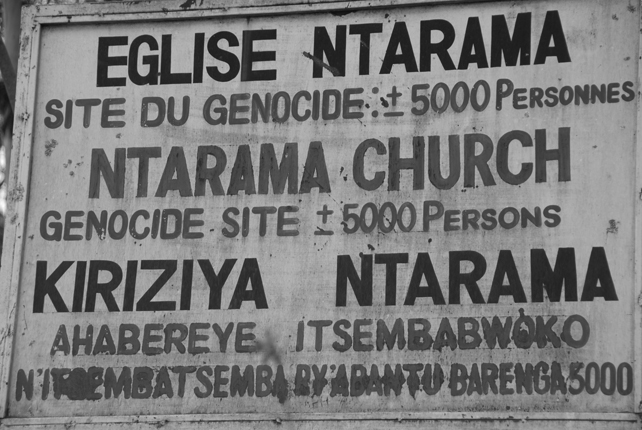 EGLISE NTARAMA
SITE DU GENOCIDE : ± 5000 PERSONNES
NTARAMA CHURCH
GENOCIDE SITE ± 5000 PERSONS
KIRIZIYA NTARAMA
AHABEREYE ITSEMBABWOKO
N'ITSEMBATSEMBA RY'ABANTU BARENGA 5000